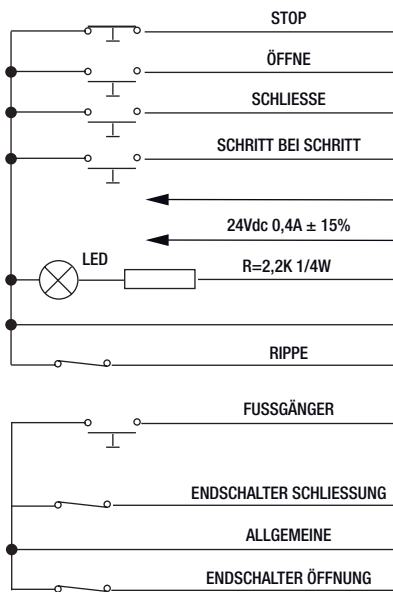 STOP
ÖFFNE
SCHLIESSE
SCHRITT BEI SCHRITT
24Vdc 0,4A ± 15%
LED
R=2,2K 1/4W
RIPPE
FUSSGÄNGER
ENDSCHALTER SCHLIESSUNG
ALLGEMEINE
ENDSCHALTER ÖFFNUNG